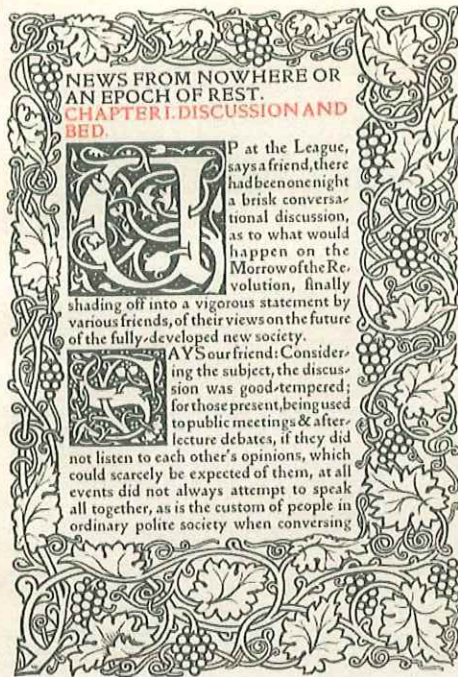 NEWS FROM NOWHERE OR
AN EPOCH OF REST.
CHAPTER I. DISCUSSION AND
BED.
UP at the League,
says a friend, there
had been one night
a brisk conversa-
tional discussion,
as to what would
happen on the
Morrow of the Re-
volution, finally
shading off into a vigorous statement by
various friends, of their views on the future
of the fully-developed new society.
SAYS our friend: Consider-
ing the subject, the discus-
sion was good-tempered;
for those present, being used
to public meetings & after-
lecture debates, if they did
not listen to each other's opinions, which
could scarcely be expected of them, at all
events did not always attempt to speak
all together, as is the custom of people in
ordinary polite society when conversing